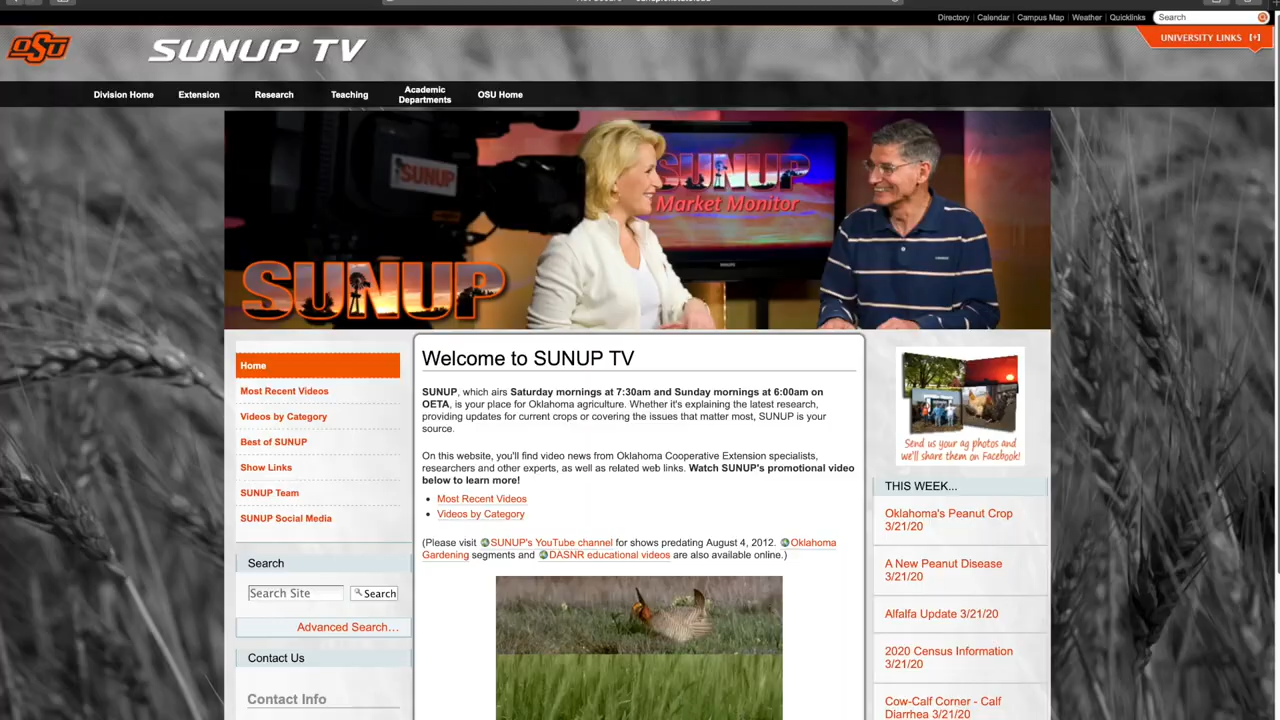 Directory | Calendar | Campus Map | Weather | Quicklinks
Search
OSU
SUNUP TV
UNIVERSITY LINKS [+]
Division Home
Extension
Research
Teaching
Academic
Departments
OSU Home
SUNUP
SUNUP
Market Monitor
PHILIPS
SUNUP
Home
Most Recent Videos
Videos by Category
Best of SUNUP
Show Links
SUNUP Team
SUNUP Social Media
Search
Search Site
Search
Advanced Search…
Contact Us
Contact Info
Welcome to SUNUP TV
SUNUP, which airs Saturday mornings at 7:30am and Sunday mornings at 6:00am on
OETA, is your place for Oklahoma agriculture. Whether it's explaining the latest research,
providing updates for current crops or covering the issues that matter most, SUNUP is your
source.
On this website, you'll find video news from Oklahoma Cooperative Extension specialists,
researchers and other experts, as well as related web links. Watch SUNUP's promotional video
below to learn more!
• Most Recent Videos
• Videos by Category
(Please visit SUNUP's YouTube channel for shows predating August 4, 2012. Oklahoma
Gardening segments and DASNR educational videos are also available online.)
Send us your ag photos and
we'll share them on Facebook!
THIS WEEK...
Oklahoma's Peanut Crop
3/21/20
A New Peanut Disease
3/21/20
Alfalfa Update 3/21/20
2020 Census Information
3/21/20
Cow-Calf Corner - Calf
Diarrhea 3/21/20